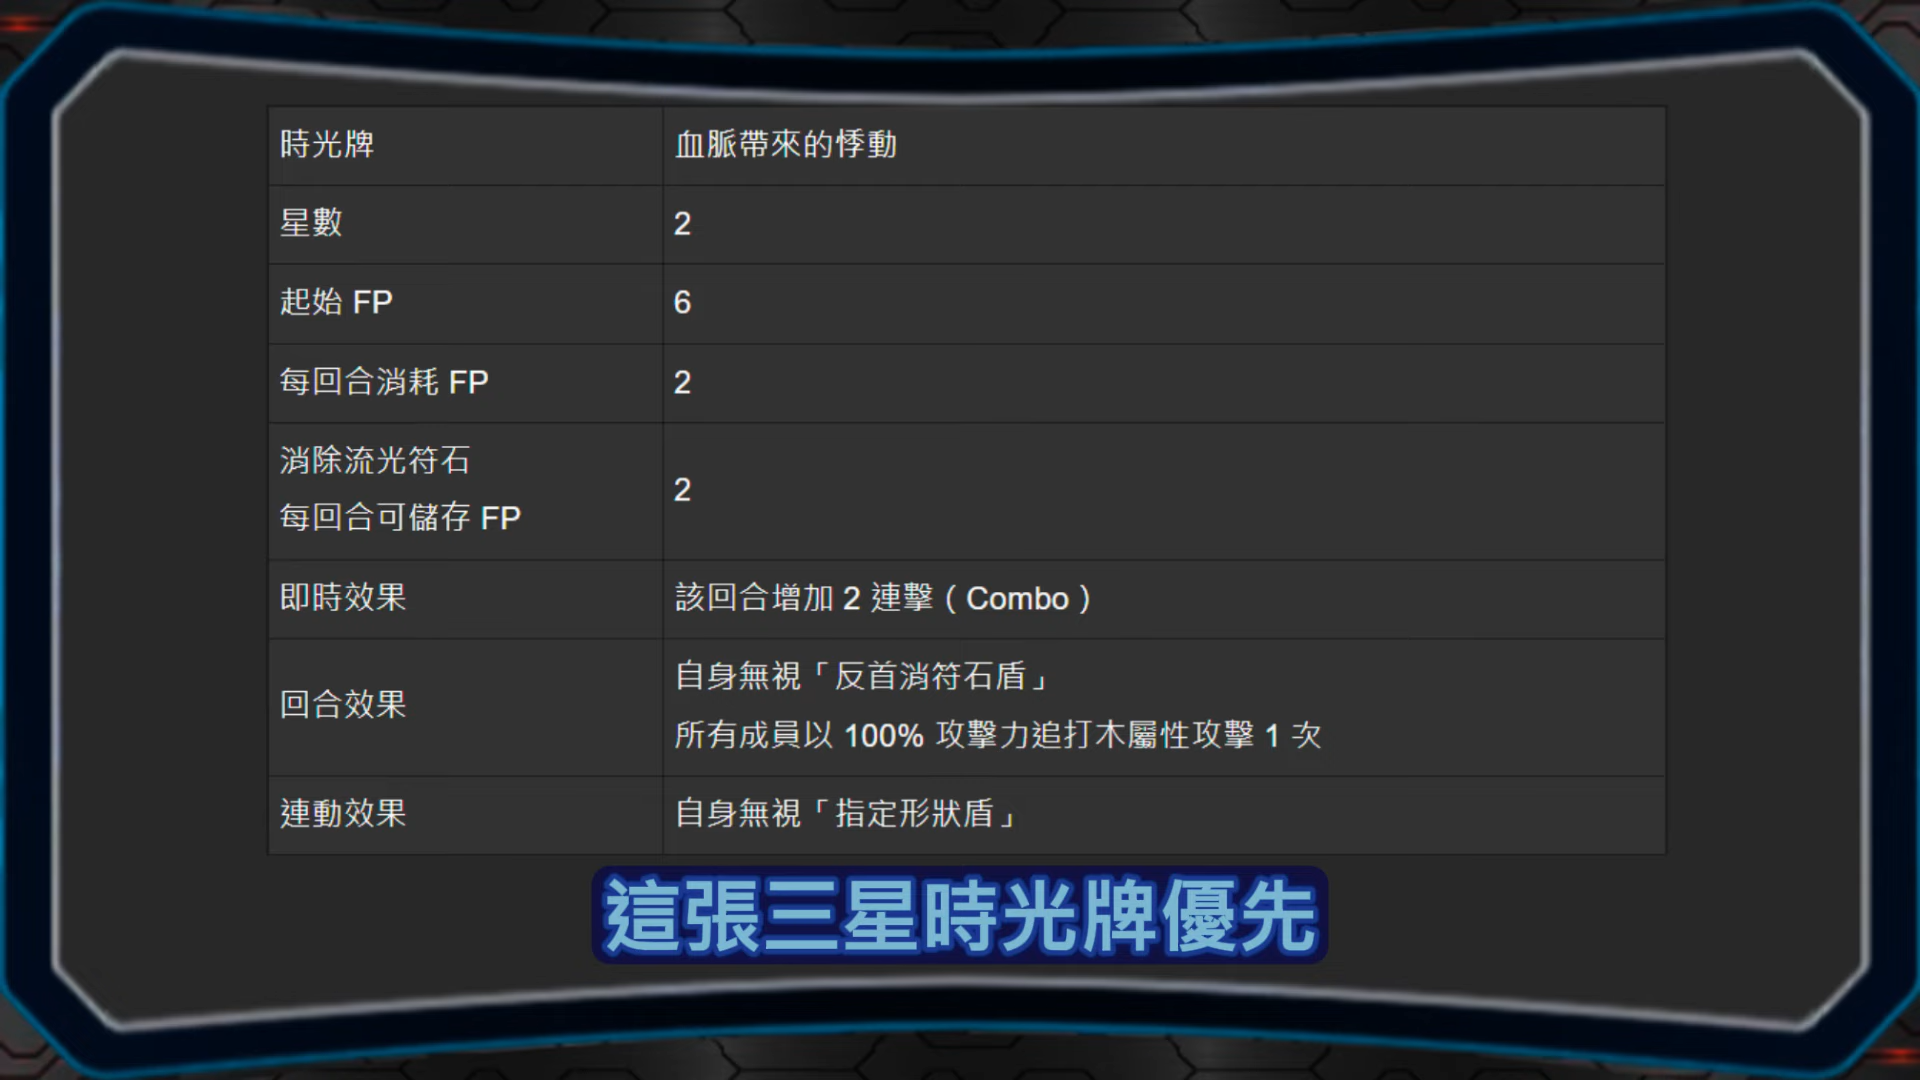 時光牌 血脈帶來的悸動
星數 2
起始 FP 6
每回合消耗 FP 2
消除流光符石
每回合可儲存 FP 2
即時效果 該回合增加 2 連擊（Combo）
回合效果 自身無視「反首消符石盾」
所有成員以 100% 攻擊力追打木屬性攻擊 1 次
連動效果 自身無視「指定形狀盾」
這張三星時光牌優先